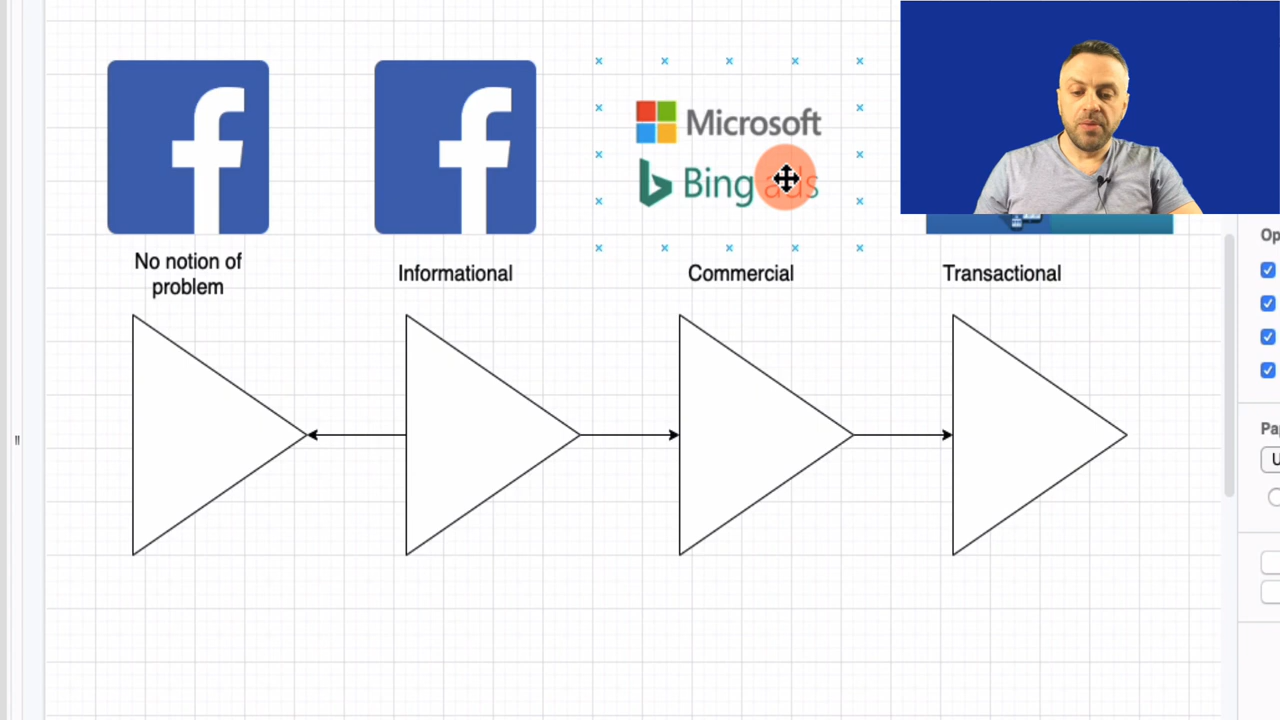 Microsoft
Bing ads
No notion of
problem
Informational
Commercial
Transactional
Op
Pa
U